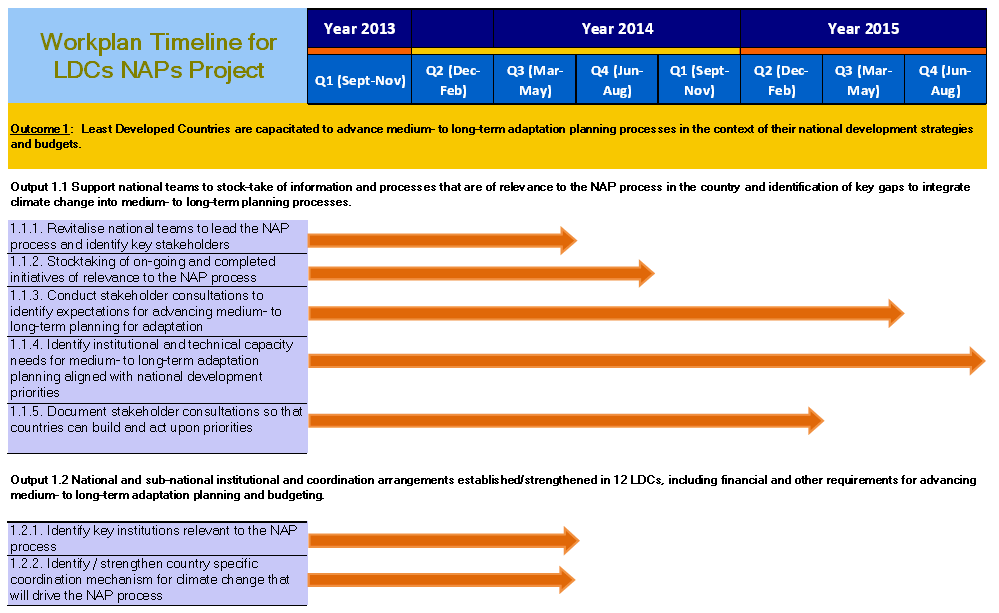 Workplan Timeline for
LDCs NAPs Project
Year 2013
Year 2014
Year 2015
Q1 (Sept-Nov)
Q2 (Dec-
Feb)
Q3 (Mar-
May)
Q4 (Jun-
Aug)
Q1 (Sept-
Nov)
Q2 (Dec-
Feb)
Q3 (Mar-
May)
Q4 (Jun-
Aug)
Outcome 1: Least Developed Countries are capacitated to advance medium- to long-term adaptation planning processes in the context of their national development strategies
and budgets.
Output 1.1 Support national teams to stock-take of information and processes that are of relevance to the NAP process in the country and identification of key gaps to integrate
climate change into medium- to long-term planning processes.
1.1.1. Revitalise national teams to lead the NAP
process and identify key stakeholders
1.1.2. Stocktaking of on-going and completed
initiatives of relevance to the NAP process
1.1.3. Conduct stakeholder consultations to
identify expectations for advancing medium- to
long-term planning for adaptation
1.1.4. Identify institutional and technical capacity
needs for medium- to long-term adaptation
planning aligned with national development
priorities
1.1.5. Document stakeholder consultations so that
countries can build and act upon priorities
Output 1.2 National and sub-national institutional and coordination arrangements established/strengthened in 12 LDCs, including financial and other requirements for advancing
medium- to long-term adaptation planning and budgeting.
1.2.1. Identify key institutions relevant to the NAP
process
1.2.2. Identify / strengthen country specific
coordination mechanism for climate change that
will drive the NAP process